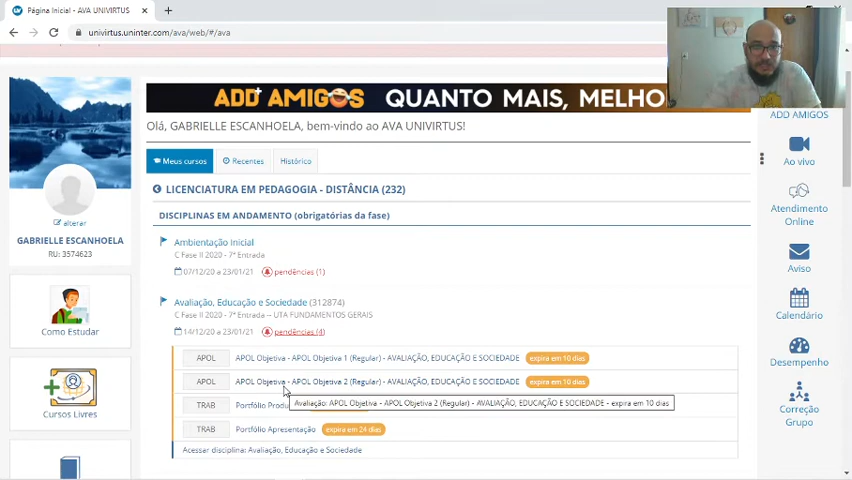 Página Inicial - AVA UNIVIRTUS
univirtus.uninter.com/ava/web/#/ava
ADD+ AMIGOS QUANTO MAIS, MELHO
Olá, GABRIELLE ESCANHOELA, bem-vindo ao AVA UNIVIRTUS!
Meus cursos
Recentes
Histórico
LICENCIATURA EM PEDAGOGIA - DISTÂNCIA (232)
DISCIPLINAS EM ANDAMENTO (obrigatórias da fase)
Ambientação Inicial
C Fase II 2020 - 7ª Entrada
07/12/20 a 23/01/21 pendências (1)
Avaliação, Educação e Sociedade (312874)
C Fase II 2020 - 7ª Entrada -- UTA FUNDAMENTOS GERAIS
14/12/20 a 23/01/21 pendências (4)
APOL APOL Objetiva - APOL Objetiva 1 (Regular) - AVALIAÇÃO, EDUCAÇÃO E SOCIEDADE expira em 10 dias
APOL APOL Objetiva - APOL Objetiva 2 (Regular) - AVALIAÇÃO, EDUCAÇÃO E SOCIEDADE expira em 10 dias
TRAB Portfólio Produ
Avaliação: APOL Objetiva - APOL Objetiva 2 (Regular) - AVALIAÇÃO, EDUCAÇÃO E SOCIEDADE - expira em 10 dias
TRAB Portfólio Apresentação expira em 24 dias
Acessar disciplina: Avaliação, Educação e Sociedade
alterar
GABRIELLE ESCANHOELA
RU: 3574623
Como Estudar
Cursos Livres
ADD AMIGOS
Ao vivo
Atendimento
Online
Aviso
Calendário
Desempenho
Correção
Grupo